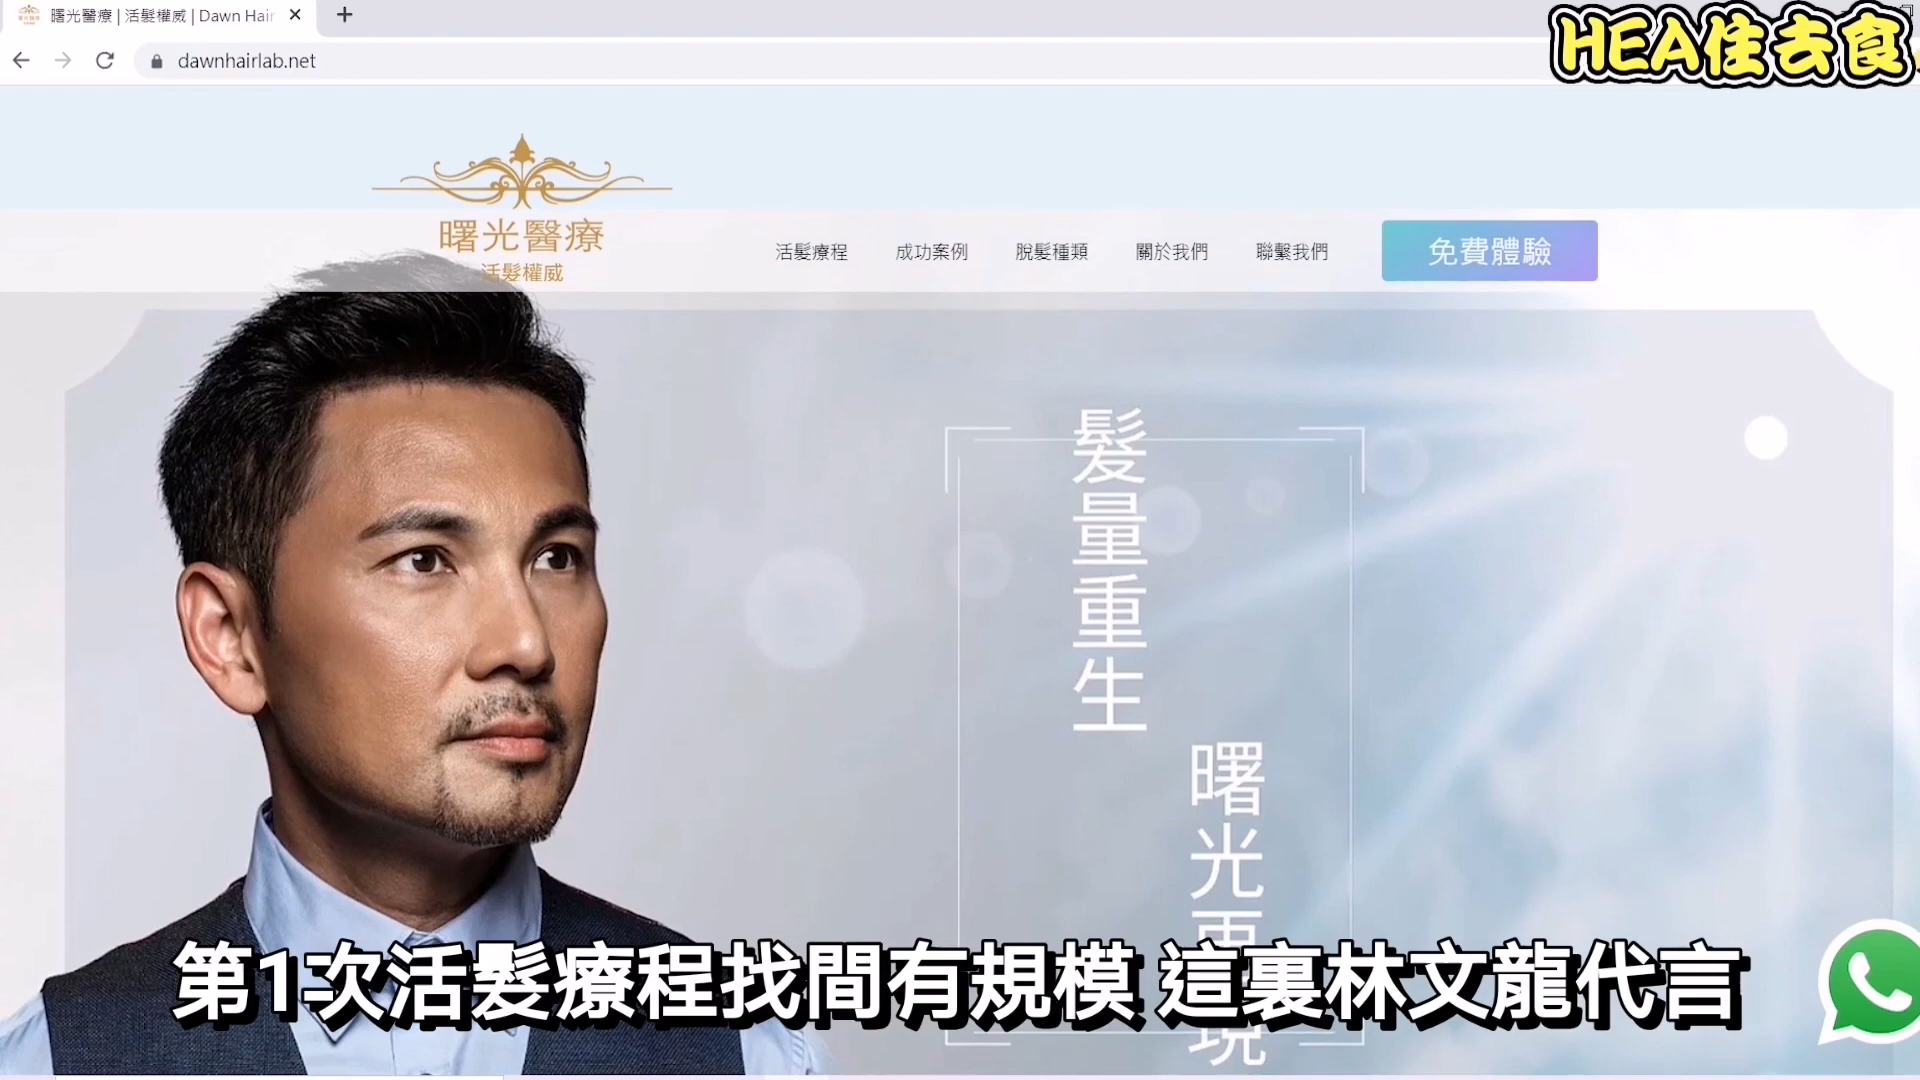 曙光醫療 | 活髮權威 | Dawn Hair
HEA住去食
dawnhairlab.net
曙光醫療
活髮權威
活髮療程
成功案例
脫髮種類
關於我們
聯繫我們
免費體驗
髮量重生
曙光再現
第1次活髮療程找間有規模 這裏林文龍代言